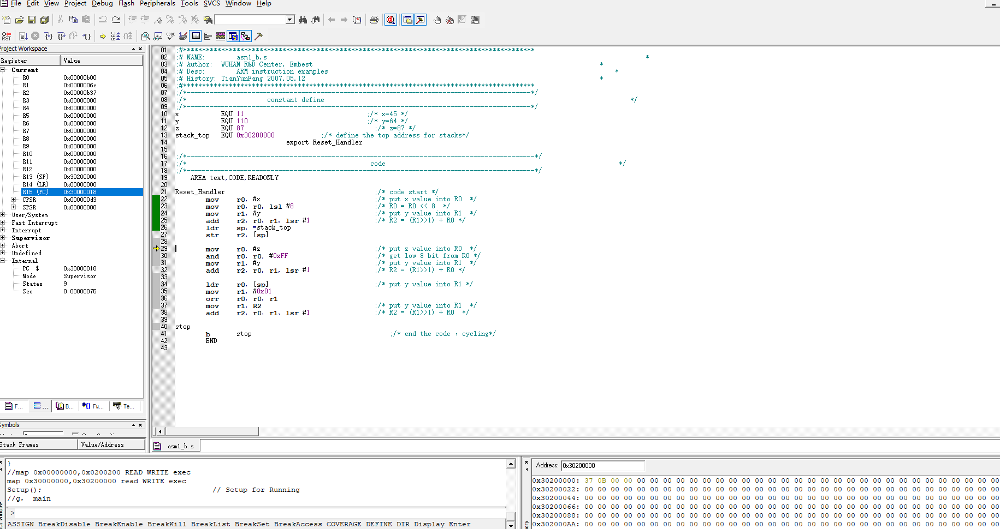 File Edit View Project Debug Flash Peripherals Tools SVCS Window Help
Project Workspace
Register Value
Current
R0 0x00000b00
R1 0x0000006e
R2 0x00000b37
R3 0x00000000
R4 0x00000000
R5 0x00000000
R6 0x00000000
R7 0x00000000
R8 0x00000000
R9 0x00000000
R10 0x00000000
R11 0x00000000
R12 0x00000000
R13 (SP) 0x30200000
R14 (LR) 0x00000000
R15 (PC) 0x30000018
CPSR 0x000000d3
SPSR 0x00000000
User/System
Fast Interrupt
Interrupt
Supervisor
Abort
Undefined
Internal
PC $ 0x30000018
Mode Supervisor
States 9
Sec 0.00000075
F... ... B... Fu... Te...
Symbols
Stack Frames Value/Address
01 ;#********************************************************************************************
02 ;# NAME: asm1_b.s *
03 ;# Author: WUHAN R&D Center, Embest *
04 ;# Desc: ARM instruction examples *
05 ;# History: TianYunFang 2007.05.12 *
06 ;#********************************************************************************************
07 ;/*------------------------------------------------------------------------------------------*/
08 ;/* constant define */
09 ;/*------------------------------------------------------------------------------------------*/
10 x EQU 11 ;/* x=45 */
11 y EQU 110 ;/* y=64 */
12 z EQU 87 ;/* z=87 */
13 stack_top EQU 0x30200000 ;/* define the top address for stacks*/
14 export Reset_Handler
15
16 ;/*-------------------------------------------------------------------------------------------*/
17 ;/* code */
18 ;/*-------------------------------------------------------------------------------------------*/
19 AREA text,CODE,READONLY
20
21 Reset_Handler ;/* code start */
22 mov r0, #x ;/* put x value into R0 */
23 mov r0, r0, lsl #8 ;/* R0 = R0 << 8 */
24 mov r1, #y ;/* put y value into R1 */
25 add r2, r0, r1, lsr #1 ;/* R2 = (R1>>1) + R0 */
26 ldr sp, =stack_top
27 str r2, [sp]
28
29 mov r0, #z ;/* put z value into R0 */
30 and r0, r0, #0xFF ;/* get low 8 bit from R0 */
31 mov r1, #y ;/* put y value into R1 */
32 add r2, r0, r1, lsr #1 ;/* R2 = (R1>>1) + R0 */
33
34 ldr r0, [sp] ;/* put y value into R1 */
35 mov r1, #0x01
36 orr r0, r0, r1
37 mov r1, R2 ;/* put y value into R1 */
38 add r2, r0, r1, lsr #1 ;/* R2 = (R1>>1) + R0 */
39
40 stop
41 b stop ;/* end the code , cycling*/
42 END
43
asm1_b.s
}
//map 0x00000000,0x0200200 READ WRITE exec
map 0x30000000,0x30200000 read WRITE exec
Setup(); // Setup for Running
//g, main
>
ASSIGN BreakDisable BreakEnable BreakKill BreakList BreakSet BreakAccess COVERAGE DEFINE DIR Display Enter
Address: 0x30200000
0x30200000: 37 0B 00 00 00 00 00 00 00 00 00 00 00 00 00 00 00 00 00 00 00 00 00 00 00 00 00 00 00 00 00 00
0x30200022: 00 00 00 00 00 00 00 00 00 00 00 00 00 00 00 00 00 00 00 00 00 00 00 00 00 00 00 00 00 00 00 00
0x30200044: 00 00 00 00 00 00 00 00 00 00 00 00 00 00 00 00 00 00 00 00 00 00 00 00 00 00 00 00 00 00 00 00
0x30200066: 00 00 00 00 00 00 00 00 00 00 00 00 00 00 00 00 00 00 00 00 00 00 00 00 00 00 00 00 00 00 00 00
0x30200088: 00 00 00 00 00 00 00 00 00 00 00 00 00 00 00 00 00 00 00 00 00 00 00 00 00 00 00 00 00 00 00 00
0x302000AA: 00 00 00 00 00 00 00 00 00 00 00 00 00 00 00 00 00 00 00 00 00 00 00 00 00 00 00 00 00 00 00 00